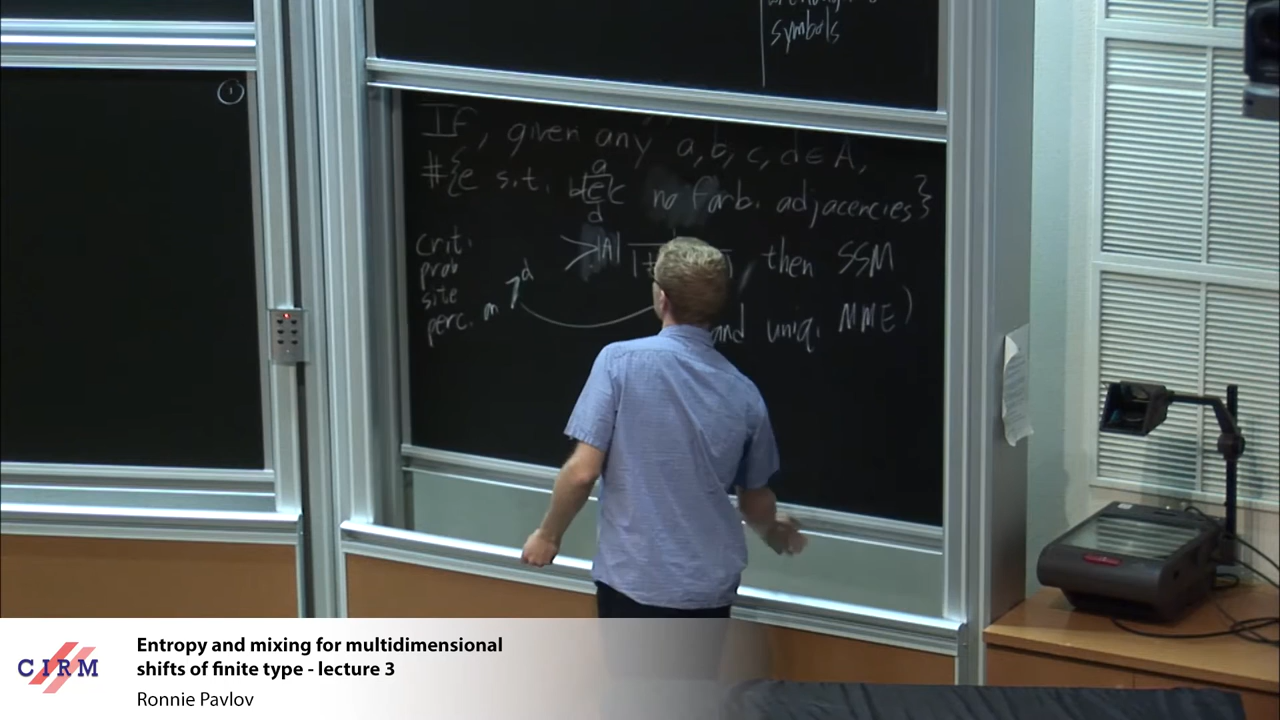 symbols
1
If, given any a, b, c, d ∈ A,
a
#{e s.t. b e c no forb. adjacencies}
d
> |A| , then SSM
crit.
prob
site
perc. on Z^d
and uniq. MME)
CIRM
Entropy and mixing for multidimensional
shifts of finite type - lecture 3
Ronnie Pavlov